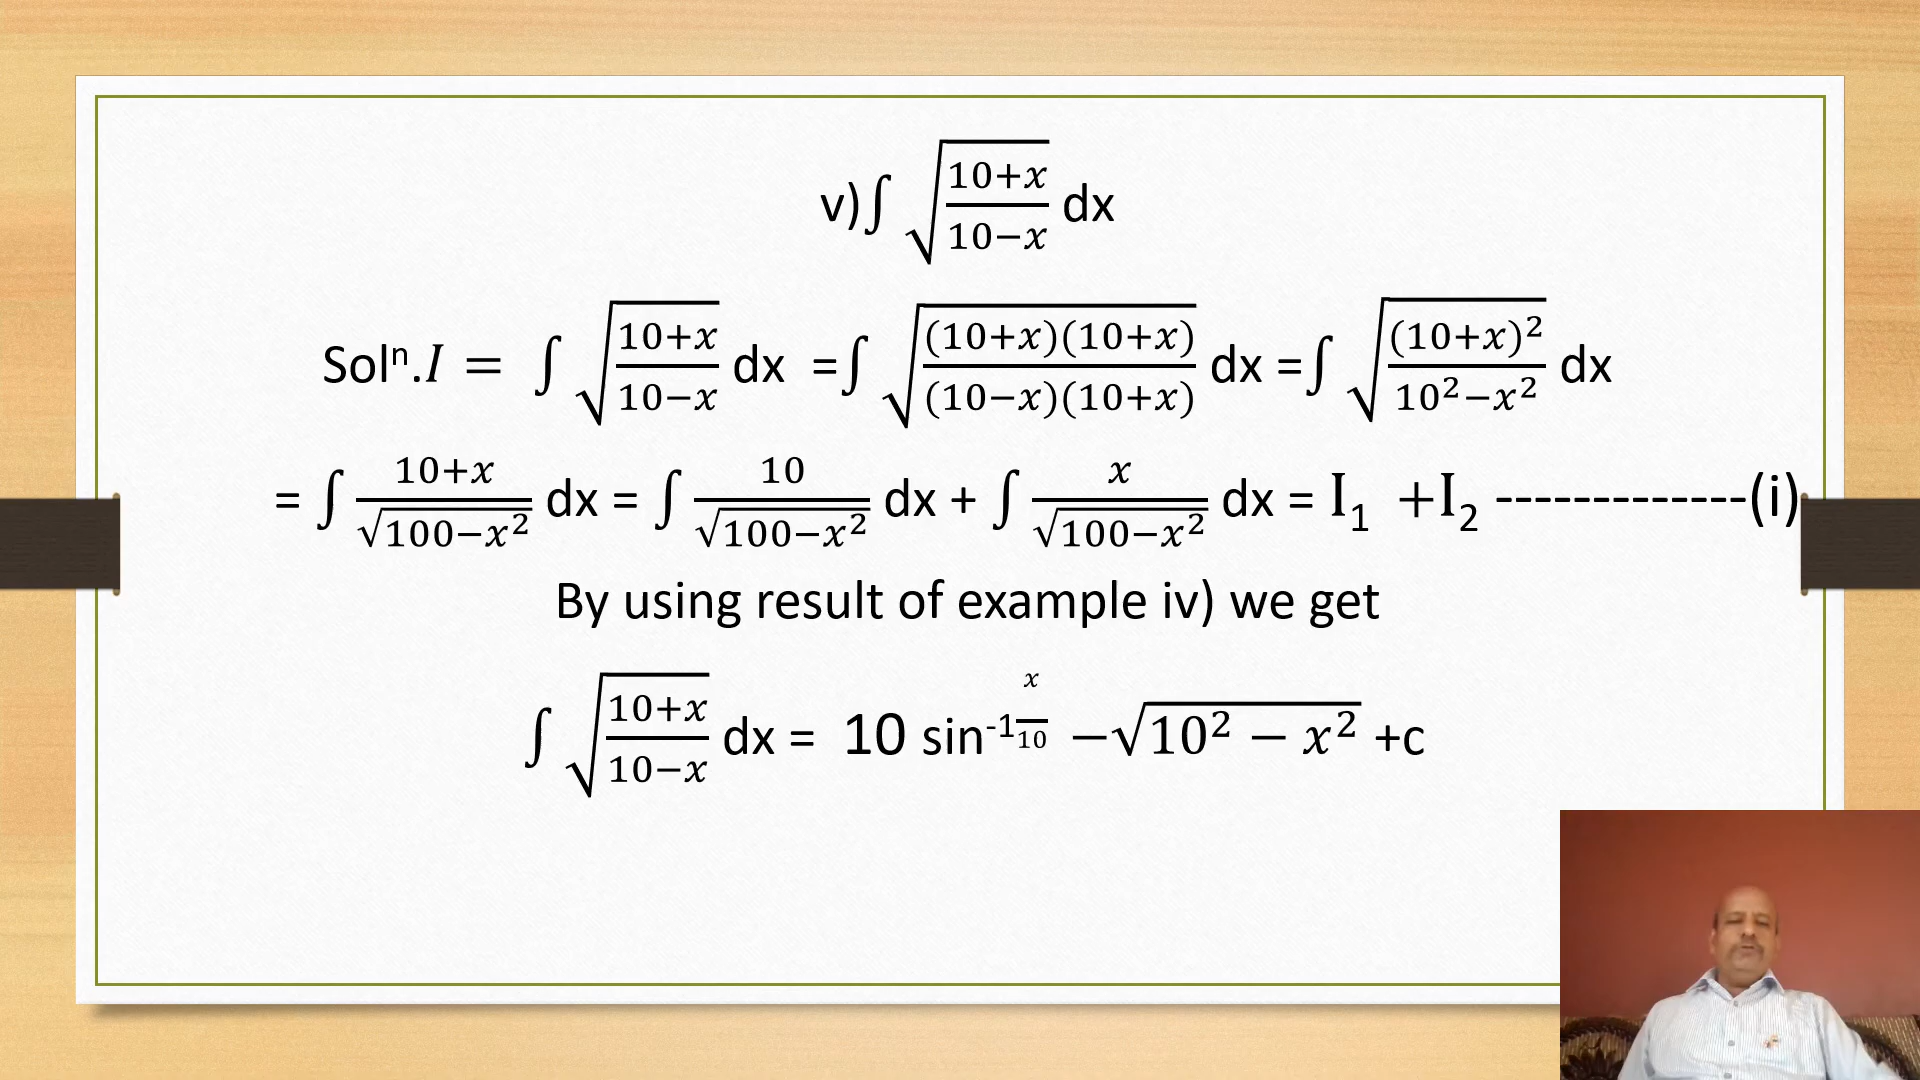 v)∫ √((10+x)/(10−x)) dx
Solⁿ.I = ∫ √((10+x)/(10−x)) dx =∫ √(((10+x)(10+x))/((10−x)(10+x))) dx =∫ √((10+x)²/(10²−x²)) dx
= ∫ (10+x)/√(100−x²) dx = ∫ 10/√(100−x²) dx + ∫ x/√(100−x²) dx = I₁ +I₂ -------------(i)
By using result of example iv) we get
∫ √((10+x)/(10−x)) dx = 10 sin⁻¹ x/10 −√(10² − x²) +c